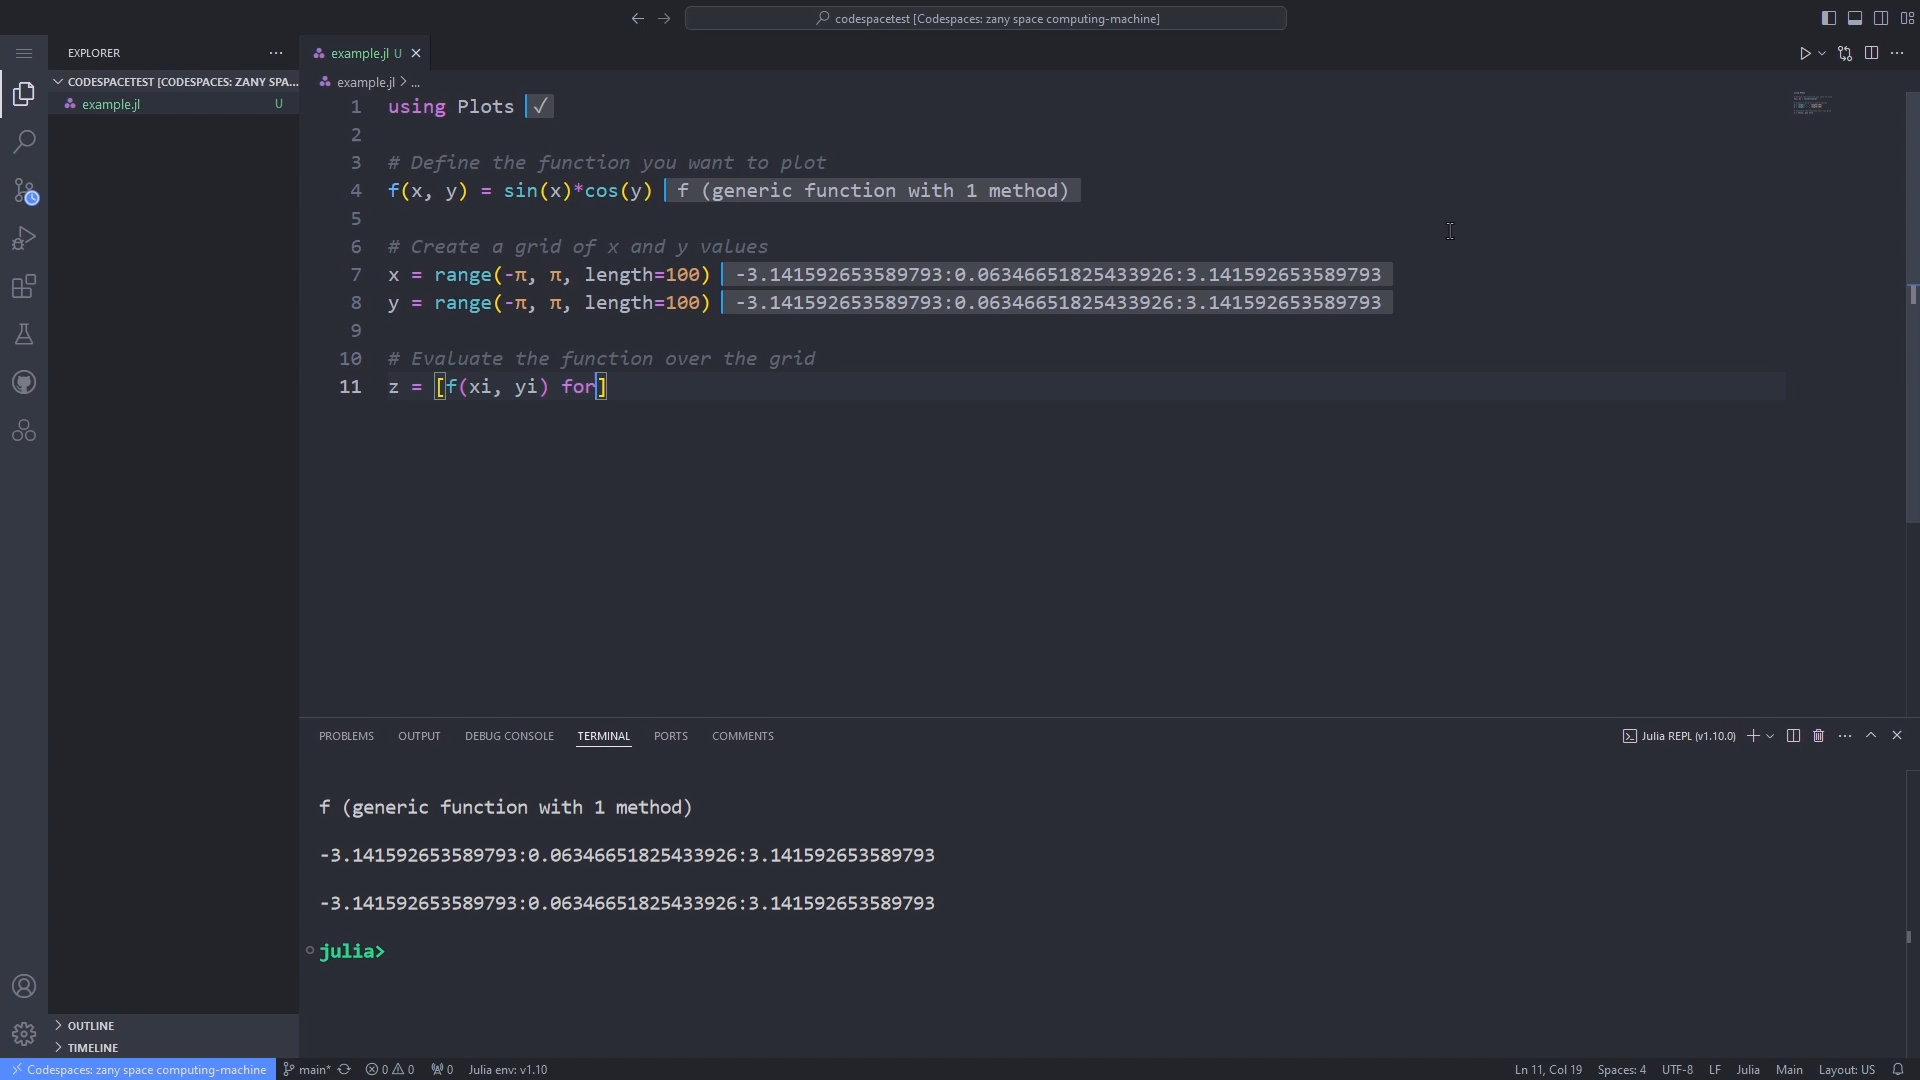 codespacetest [Codespaces: zany space computing-machine]
EXPLORER
CODESPACETEST [CODESPACES: ZANY SPA...
example.jl U
example.jl U
example.jl > ...
1 using Plots ✓
2
3 # Define the function you want to plot
4 f(x, y) = sin(x)*cos(y) f (generic function with 1 method)
5
6 # Create a grid of x and y values
7 x = range(-π, π, length=100) -3.141592653589793:0.06346651825433926:3.141592653589793
8 y = range(-π, π, length=100) -3.141592653589793:0.06346651825433926:3.141592653589793
9
10 # Evaluate the function over the grid
11 z = [f(xi, yi) for]
PROBLEMS OUTPUT DEBUG CONSOLE TERMINAL PORTS COMMENTS
Julia REPL (v1.10.0)
f (generic function with 1 method)
-3.141592653589793:0.06346651825433926:3.141592653589793
-3.141592653589793:0.06346651825433926:3.141592653589793
julia>
OUTLINE
TIMELINE
Codespaces: zany space computing-machine main* 0 0 0 Julia env: v1.10 Ln 11, Col 19 Spaces: 4 UTF-8 LF Julia Main Layout: US